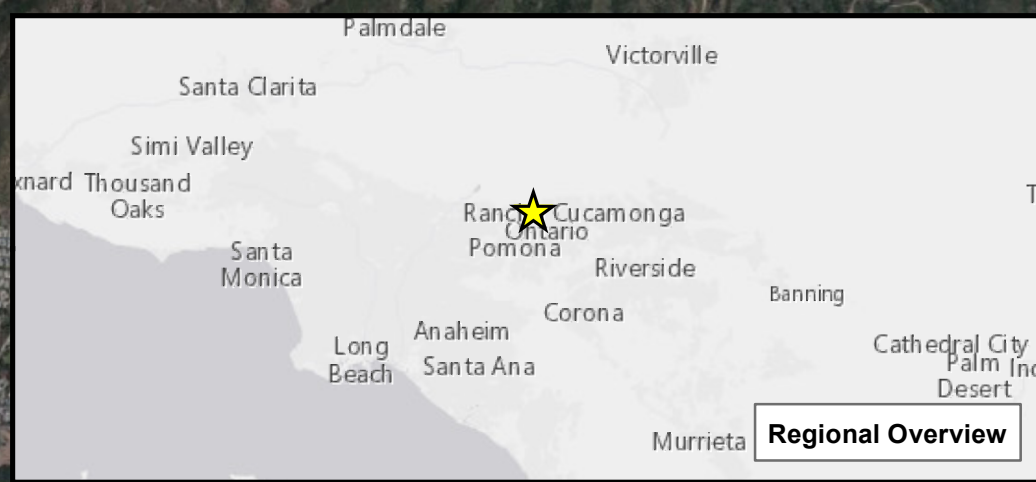 Palmdale
Victorville
Santa Clarita
Simi Valley
xnard
Thousand
Oaks
Cucamonga
Ontario
Pomona
Santa
Monica
Riverside
Banning
Corona
Anaheim
Long
Beach
Santa Ana
Cathedral City
Palm
Desert
Murrieta
Regional Overview